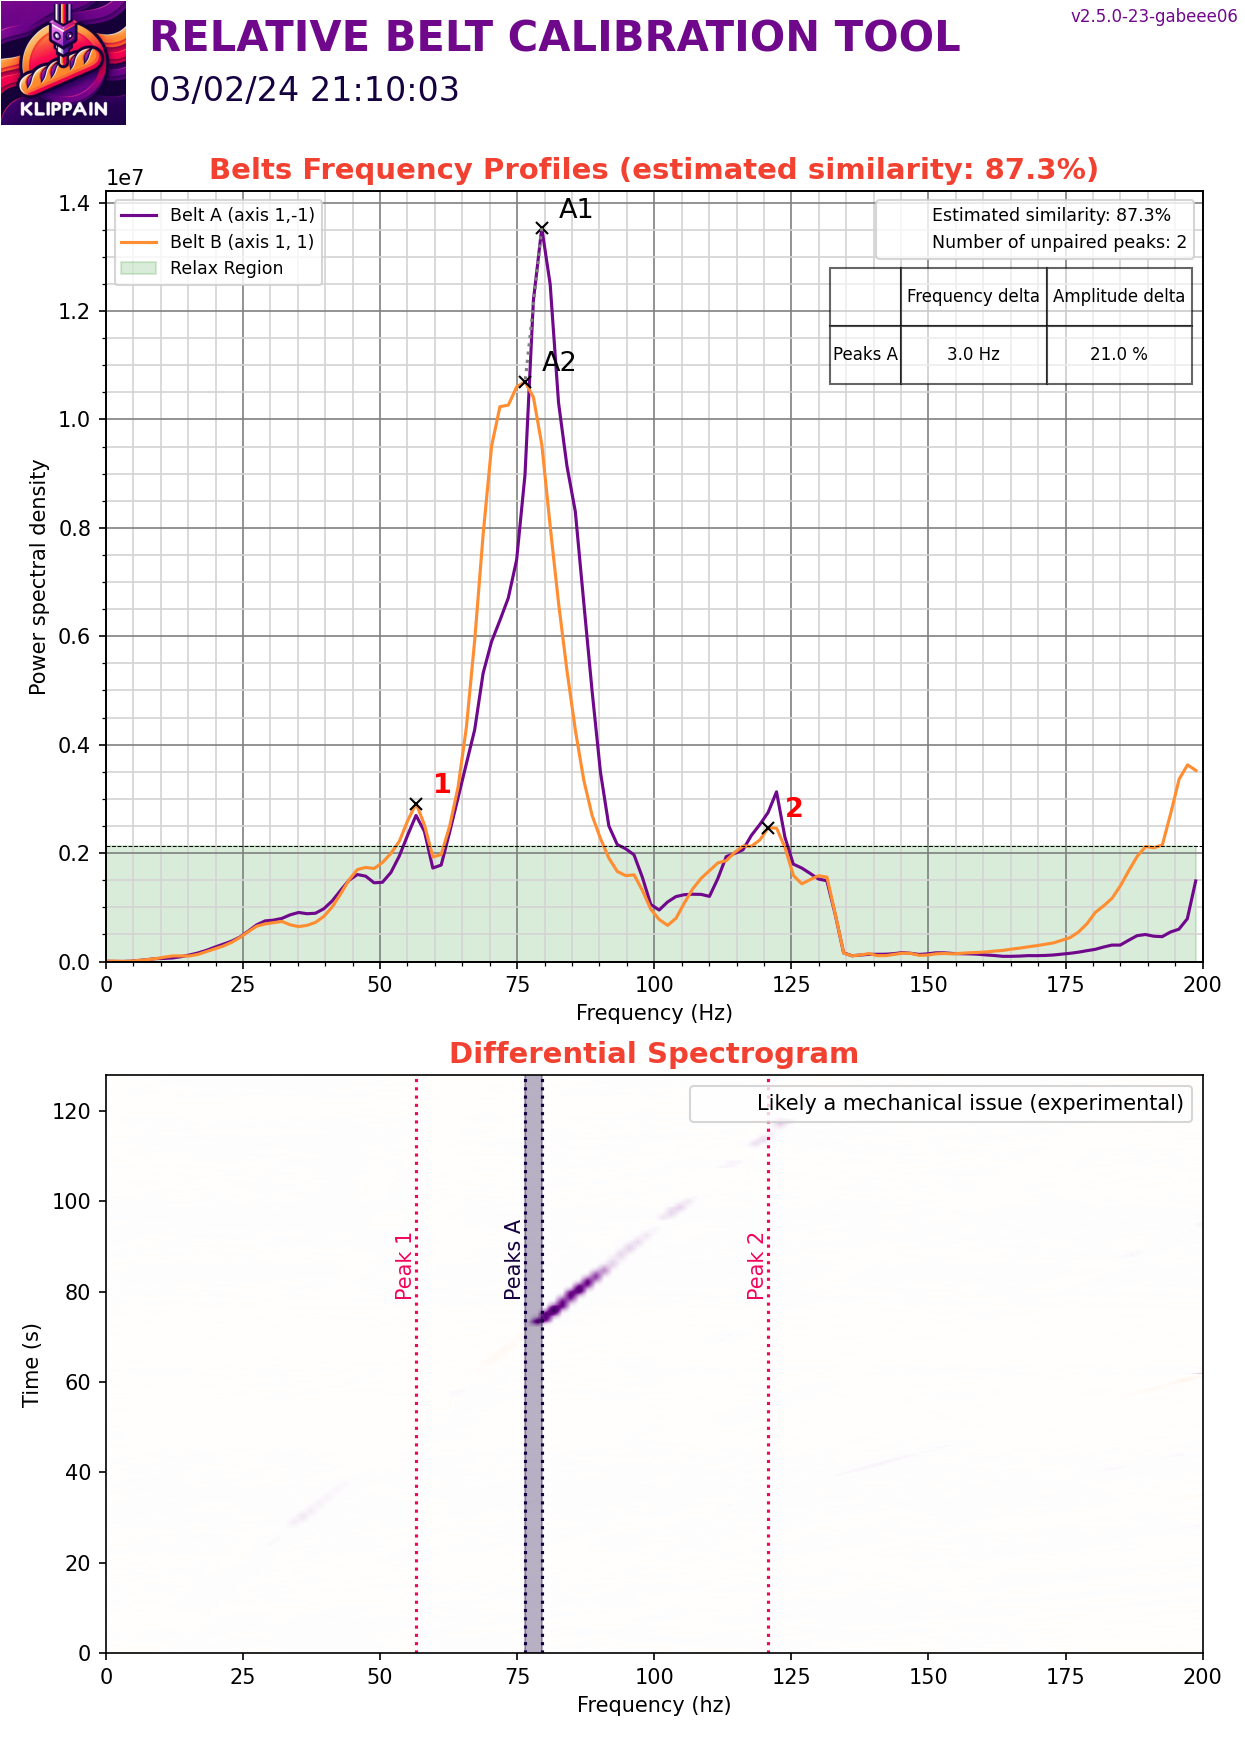 v2.5.0-23-gabeee06
KLIPPAIN
RELATIVE BELT CALIBRATION TOOL
03/02/24 21:10:03
Belts Frequency Profiles (estimated similarity: 87.3%)
1e7
Belt A (axis 1,-1)
Belt B (axis 1, 1)
Relax Region
Estimated similarity: 87.3%
Number of unpaired peaks: 2
Frequency delta Amplitude delta
Peaks A 3.0 Hz 21.0 %
A1
A2
1
2
Power spectral density
1.4
1.2
1.0
0.8
0.6
0.4
0.2
0.0
0 25 50 75 100 125 150 175 200
Frequency (Hz)
Differential Spectrogram
Likely a mechanical issue (experimental)
Peak 1
Peaks A
Peak 2
Time (s)
120
100
80
60
40
20
0
0 25 50 75 100 125 150 175 200
Frequency (hz)